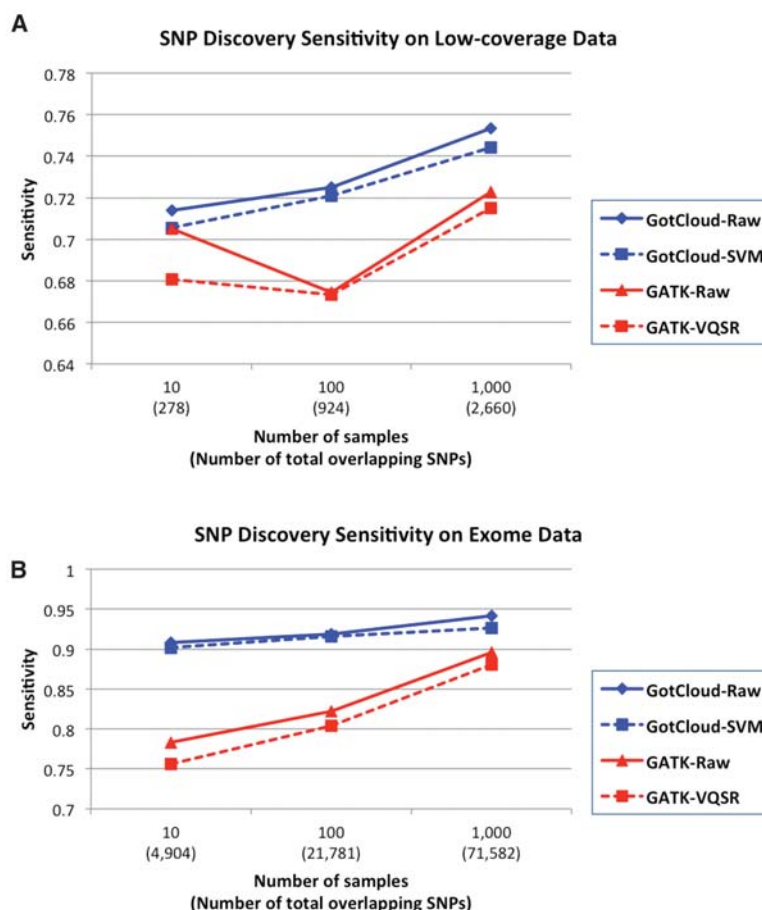 A
SNP Discovery Sensitivity on Low-coverage Data
0.78
0.76
0.74
0.72
0.7
0.68
0.66
0.64
Sensitivity
10
100
1,000
(278)
(924)
(2,660)
Number of samples
(Number of total overlapping SNPs)
GotCloud-Raw
GotCloud-SVM
GATK-Raw
GATK-VQSR
B
SNP Discovery Sensitivity on Exome Data
1
0.95
0.9
0.85
0.8
0.75
0.7
Sensitivity
10
100
1,000
(4,904)
(21,781)
(71,582)
Number of samples
(Number of total overlapping SNPs)
GotCloud-Raw
GotCloud-SVM
GATK-Raw
GATK-VQSR